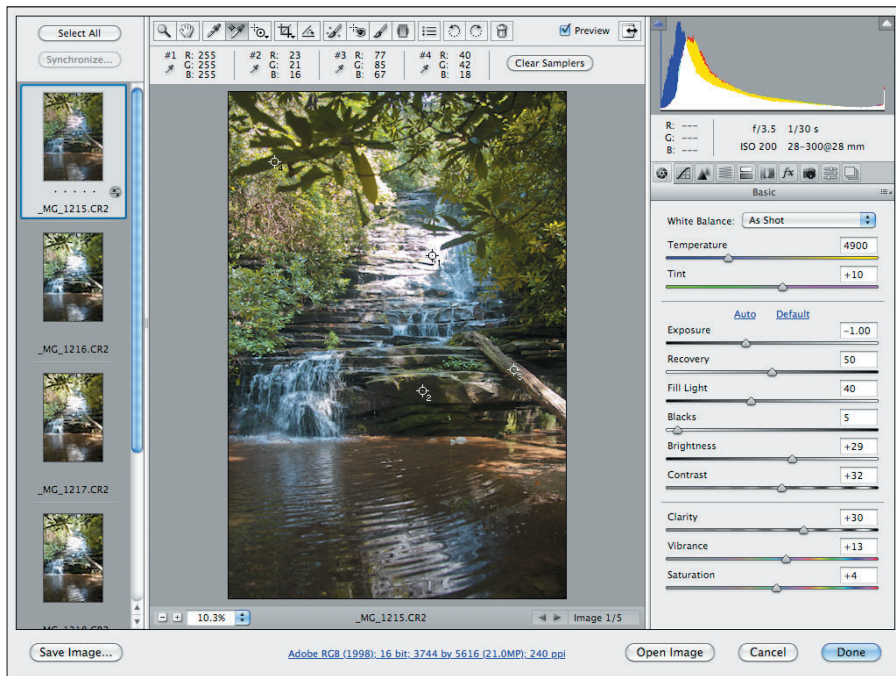 Select All
Synchronize...
_MG_1215.CR2
_MG_1216.CR2
_MG_1217.CR2
Preview
#1 R: 255 #2 R: 23 #3 R: 77 #4 R: 40
G: 255 G: 21 G: 85 G: 42
B: 255 B: 16 B: 67 B: 18
Clear Samplers
1
2
3
10.3%
_MG_1215.CR2
Image 1/5
R: ---
G: ---
B: ---
f/3.5 1/30 s
ISO 200 28-300@28 mm
fx
Basic
White Balance: As Shot
Temperature 4900
Tint +10
Auto Default
Exposure -1.00
Recovery 50
Fill Light 40
Blacks 5
Brightness +29
Contrast +32
Clarity +30
Vibrance +13
Saturation +4
Save Image...
Adobe RGB (1998); 16 bit; 3744 by 5616 (21.0MP); 240 ppi
Open Image
Cancel
Done